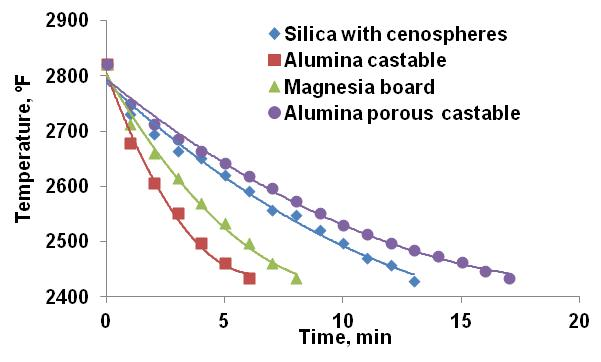 2900
Silica with cenospheres
Alumina castable
2800
Magnesia board
Alumina porous castable
2700
Temperature, ºF
2600
2500
2400
0
5
10
15
20
Time, min